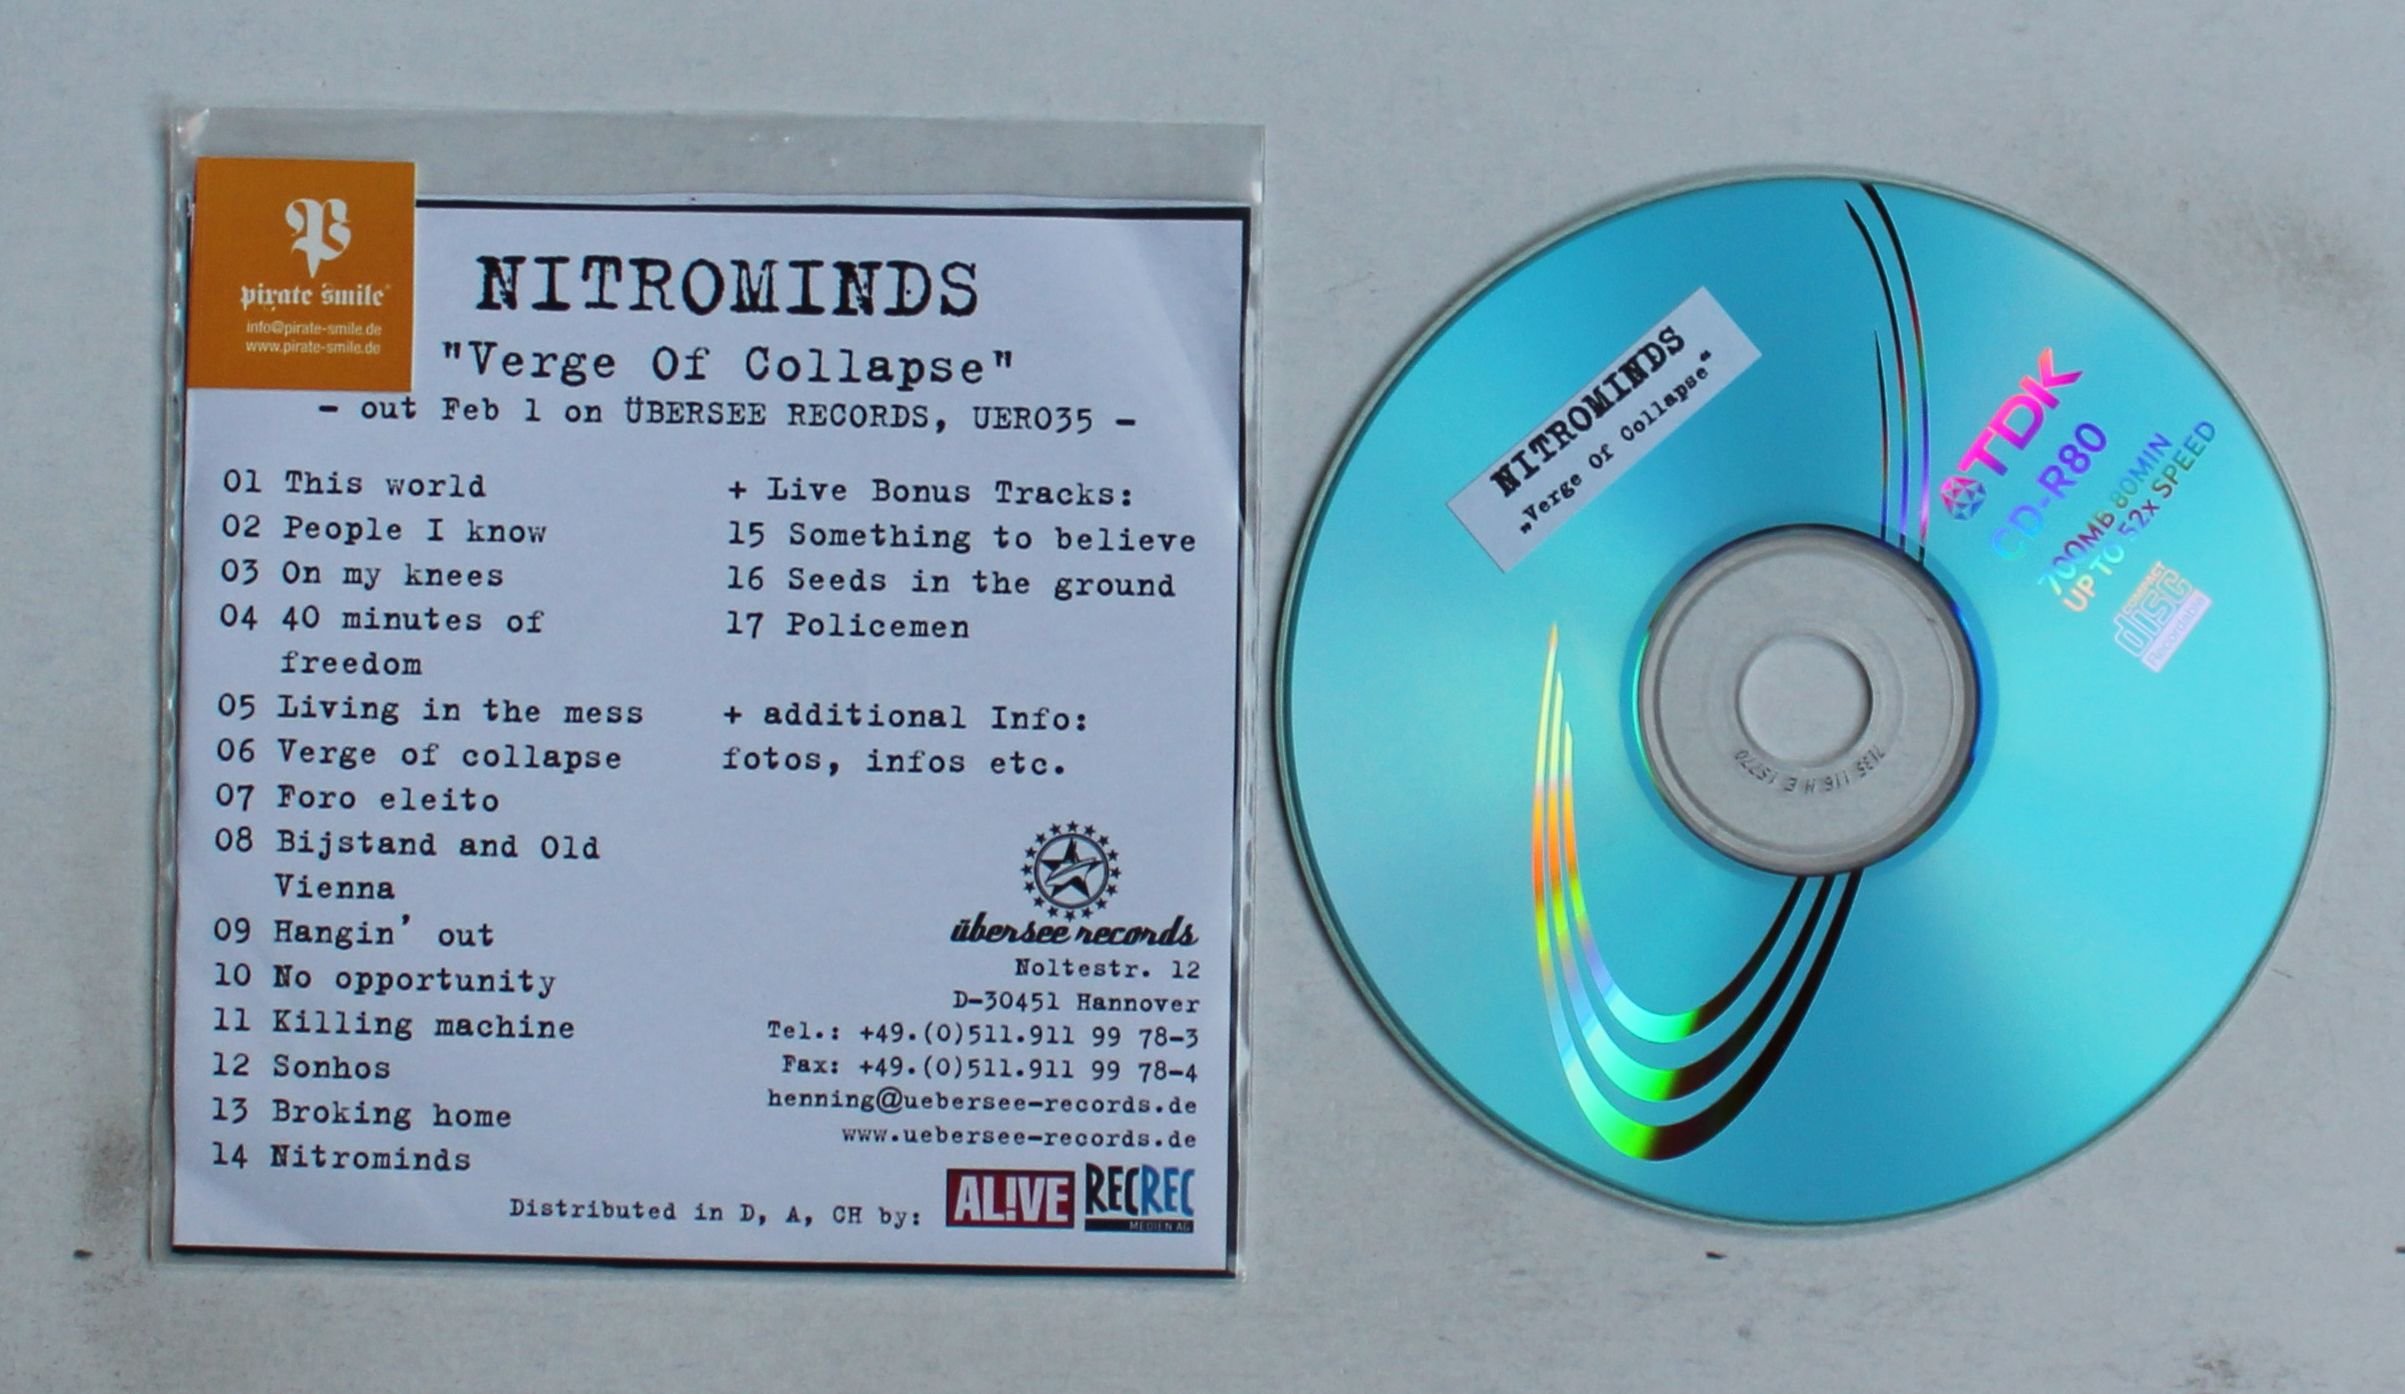 pirate smile
info@pirate-smile.de
www.pirate-smile.de
NITROMINDS
"Verge Of Collapse"
- out Feb 1 on ÜBERSEE RECORDS, UER035 -
01 This world
02 People I know
03 On my knees
04 40 minutes of
freedom
05 Living in the mess
06 Verge of collapse
07 Foro eleito
08 Bijstand and Old
Vienna
09 Hangin' out
10 No opportunity
11 Killing machine
12 Sonhos
13 Broking home
14 Nitrominds
+ Live Bonus Tracks:
15 Something to believe
16 Seeds in the ground
17 Policemen
+ additional Info:
fotos, infos etc.
übersee records
Noltestr. 12
D-30451 Hannover
Tel.: +49.(0)511.911 99 78-3
Fax: +49.(0)511.911 99 78-4
henning@uebersee-records.de
www.uebersee-records.de
Distributed in D, A, CH by: AL!VE RECREC
MEDIEN AG
NITROMINDS
„Verge Of Collapse“
TDK
CD-R80
700MB 80MIN
UP TO 52x SPEED
COMPACT
disc
Recordable